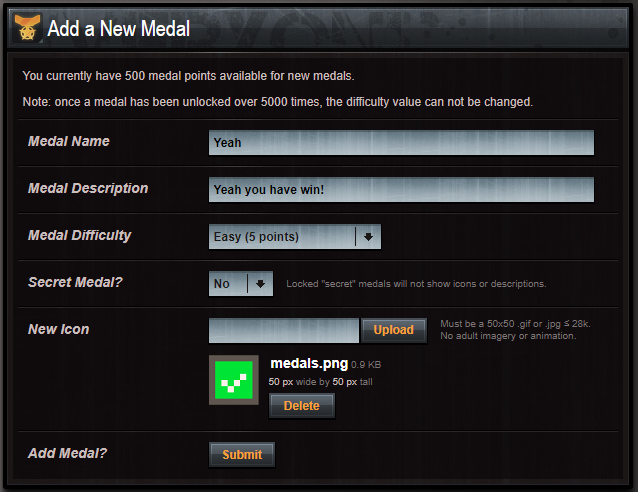 Add a New Medal
You currently have 500 medal points available for new medals.
Note: once a medal has been unlocked over 5000 times, the difficulty value can not be changed.
Medal Name
Yeah
Medal Description
Yeah you have win!
Medal Difficulty
Easy (5 points)
Secret Medal?
No
Locked "secret" medals will not show icons or descriptions.
New Icon
Upload
Must be a 50x50 .gif or .jpg ≤ 28k.
No adult imagery or animation.
medals.png 0.9 KB
50 px wide by 50 px tall
Delete
Add Medal?
Submit